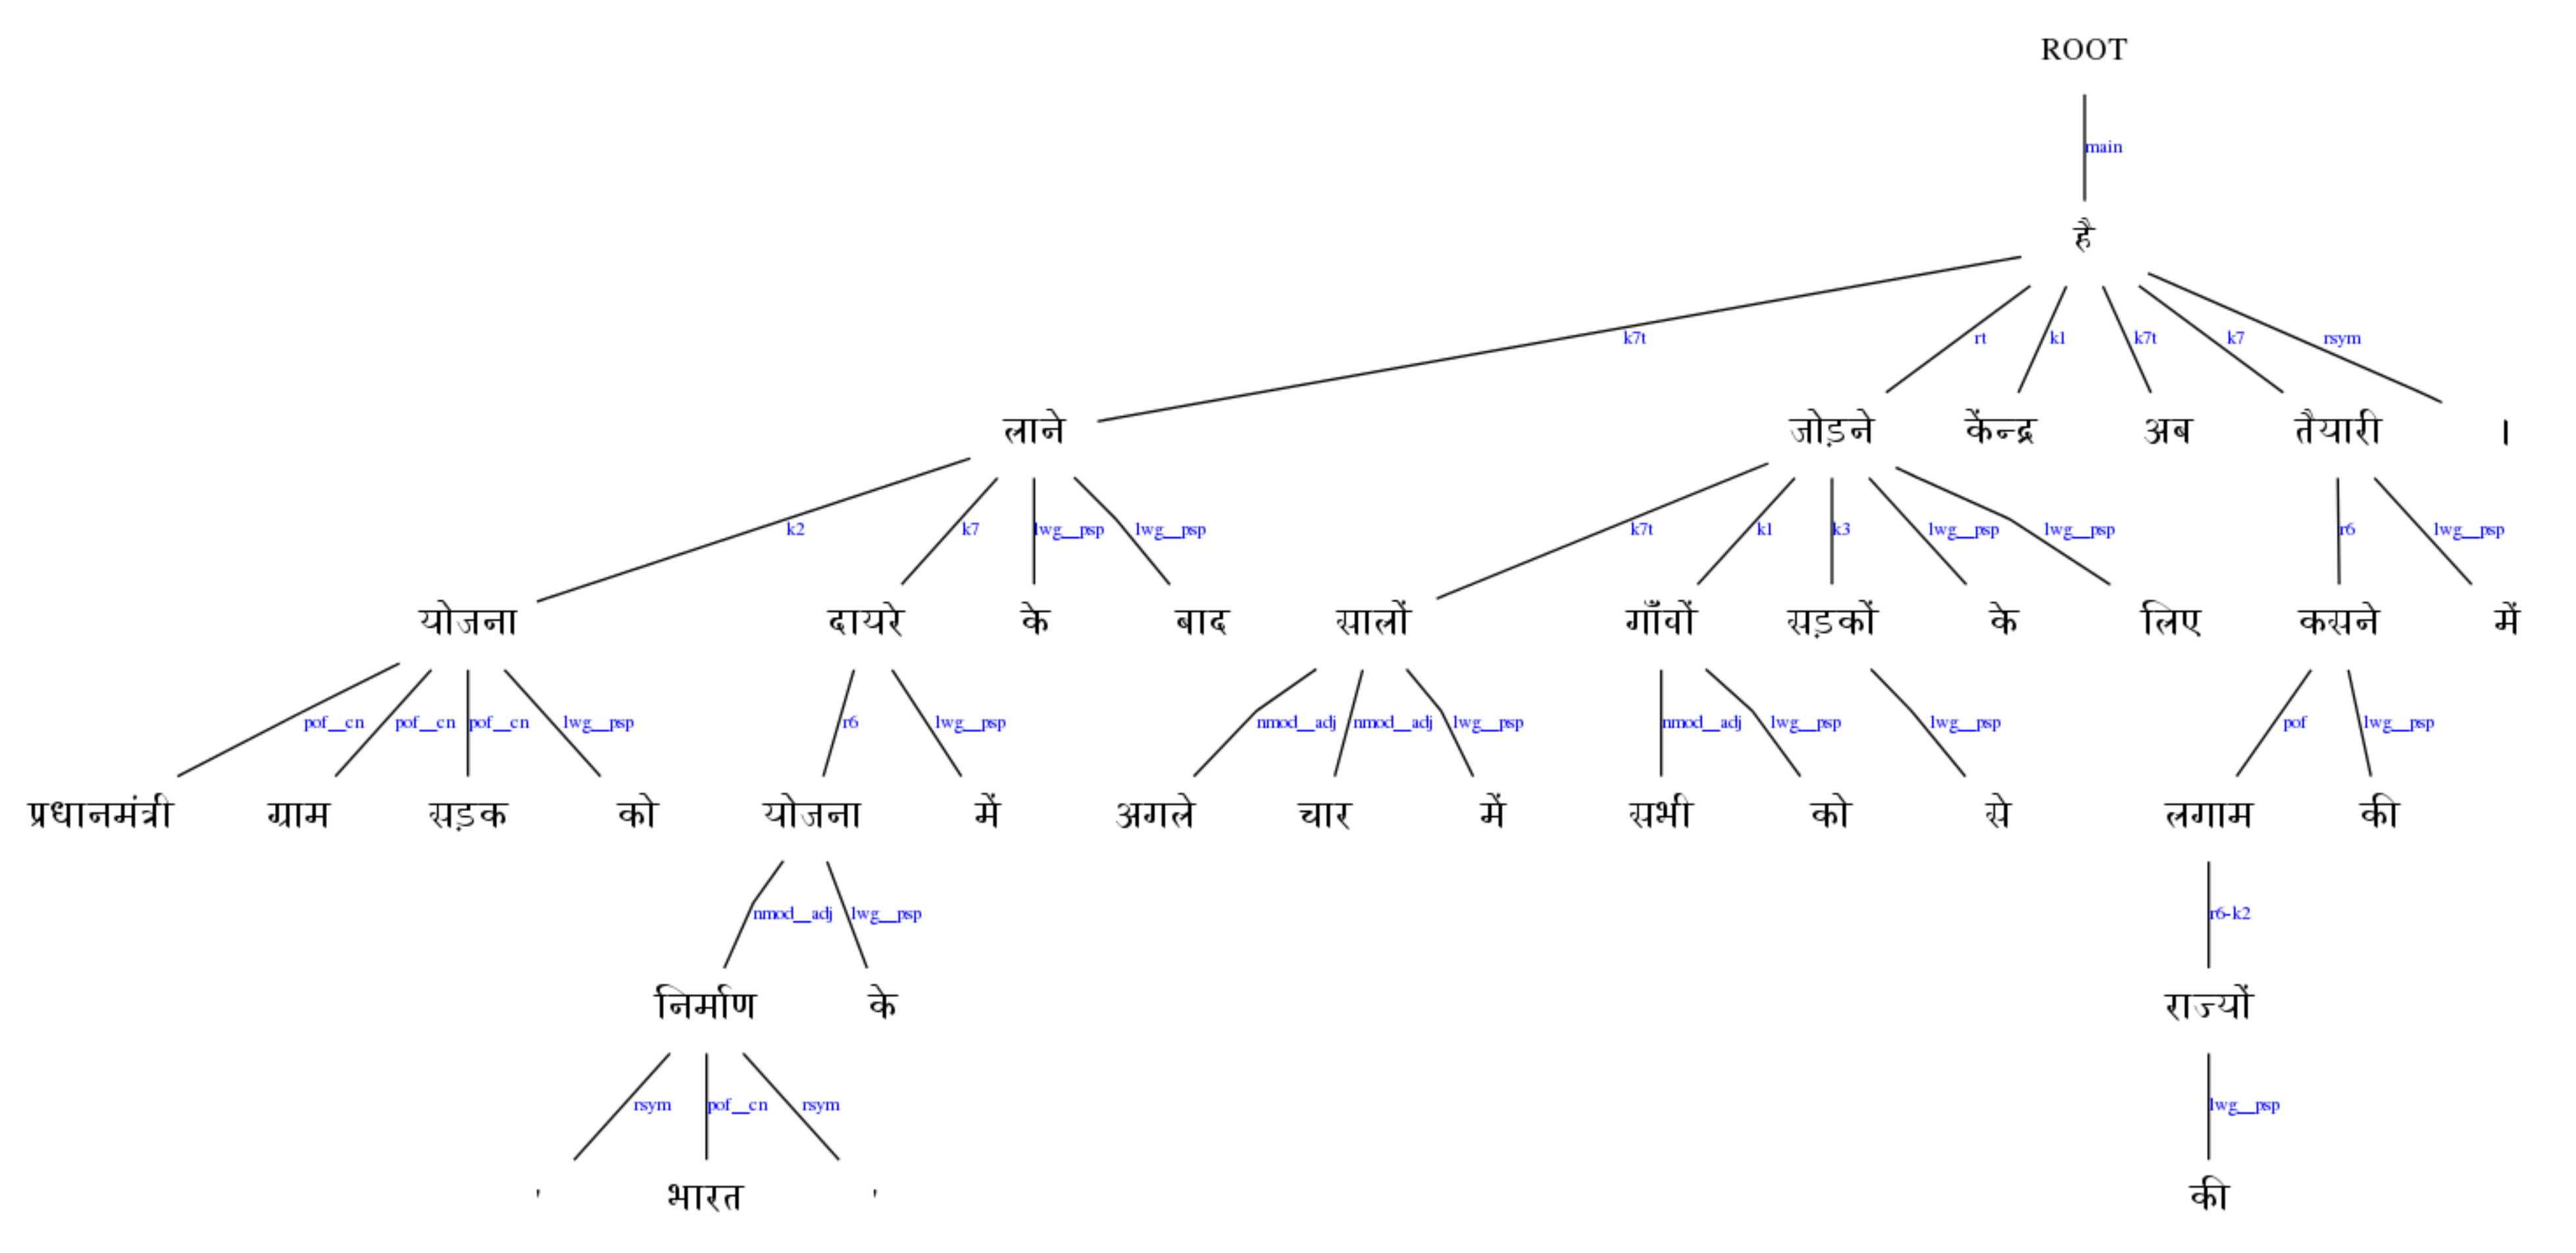 ROOT
main
है
k7t rt k1 k7t k7 rsym
लाने जोड़ने केंन्द्र अब तैयारी ।
k2 k7 lwg__psp lwg__psp k7t k1 k3 lwg__psp lwg__psp r6 lwg__psp
योजना दायरे के बाद सालों गाँवों सड़कों के लिए कसने में
pof__cn pof__cn pof__cn lwg__psp r6 lwg__psp nmod__adj nmod__adj lwg__psp nmod__adj lwg__psp lwg__psp pof lwg__psp
प्रधानमंत्री ग्राम सड़क को योजना में अगले चार में सभी को से लगाम की
nmod__adj lwg__psp r6-k2
निर्माण के राज्यों
rsym pof__cn rsym lwg__psp
' भारत ' की